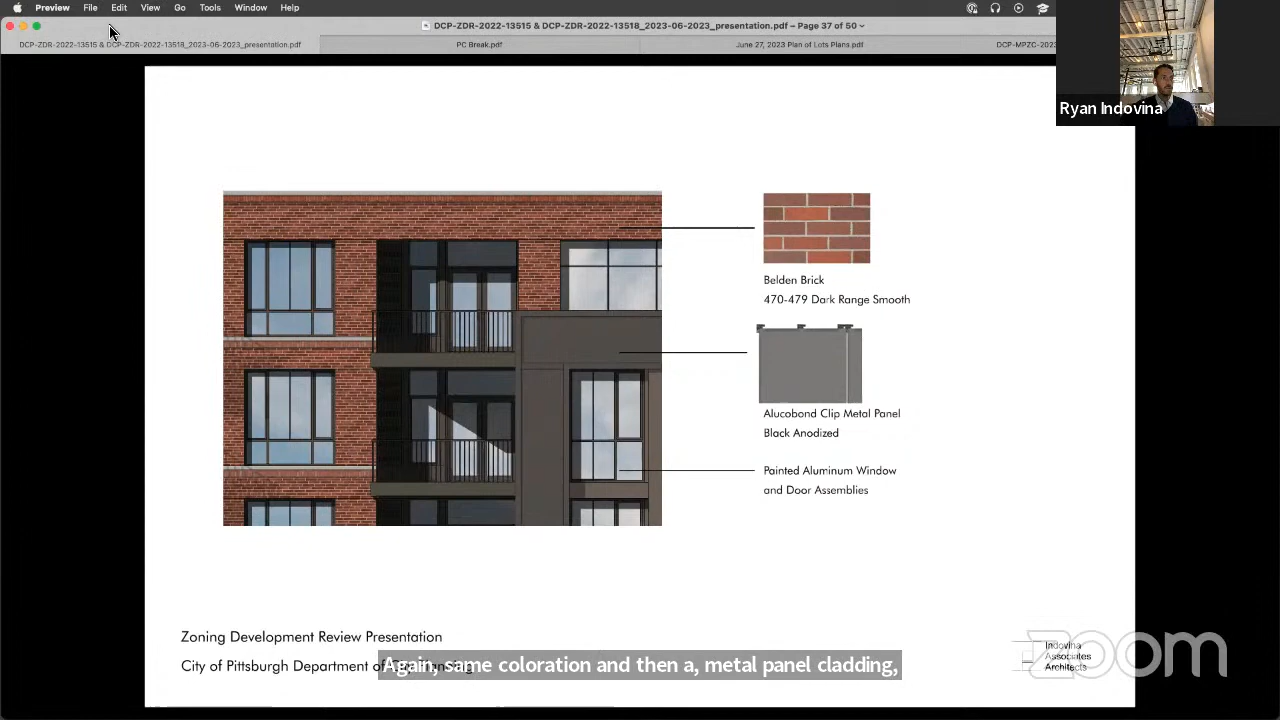 Preview File Edit View Go Tools Window Help
DCP-ZDR-2022-13515 & DCP-ZDR-2022-13518_2023-06-2023_presentation.pdf – Page 37 of 50
DCP-ZDR-2022-13515 & DCP-ZDR-2022-13518_2023-06-2023_presentation.pdf PC Break.pdf June 27, 2023 Plan of Lots Plans.pdf DCP-MPZC-2023
Ryan Indovina
Belden Brick
470-479 Dark Range Smooth
Alucobond Clip Metal Panel
Black Anodized
Painted Aluminum Window
and Door Assemblies
Zoning Development Review Presentation
City of Pittsburgh Department of
Again, same coloration and then a, metal panel cladding,
Indovina
Associates
Architects
zoom